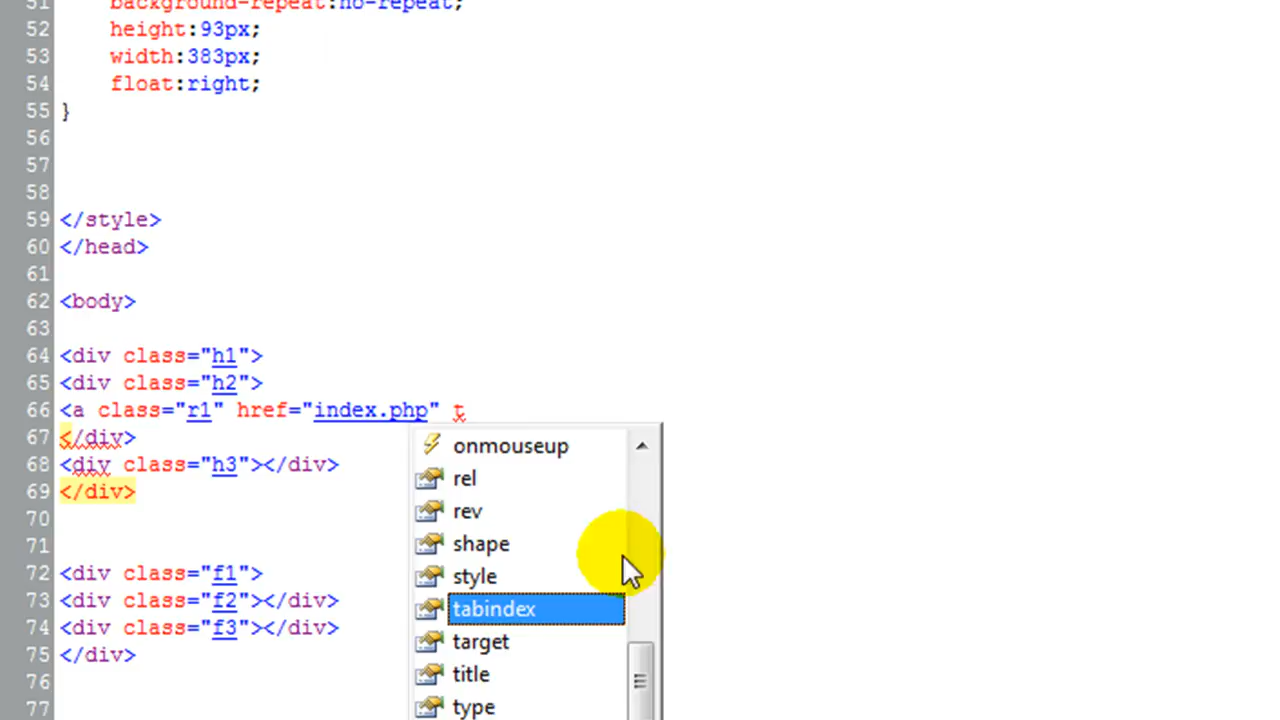 51 background-repeat:no-repeat;
52 height:93px;
53 width:383px;
54 float:right;
55 }
56
57
58
59 </style>
60 </head>
61
62 <body>
63
64 <div class="h1">
65 <div class="h2">
66 <a class="r1" href="index.php" t
67 </div>
68 <div class="h3"></div>
69 </div>
70
71
72 <div class="f1">
73 <div class="f2"></div>
74 <div class="f3"></div>
75 </div>
76
77
onmouseup
rel
rev
shape
style
tabindex
target
title
type